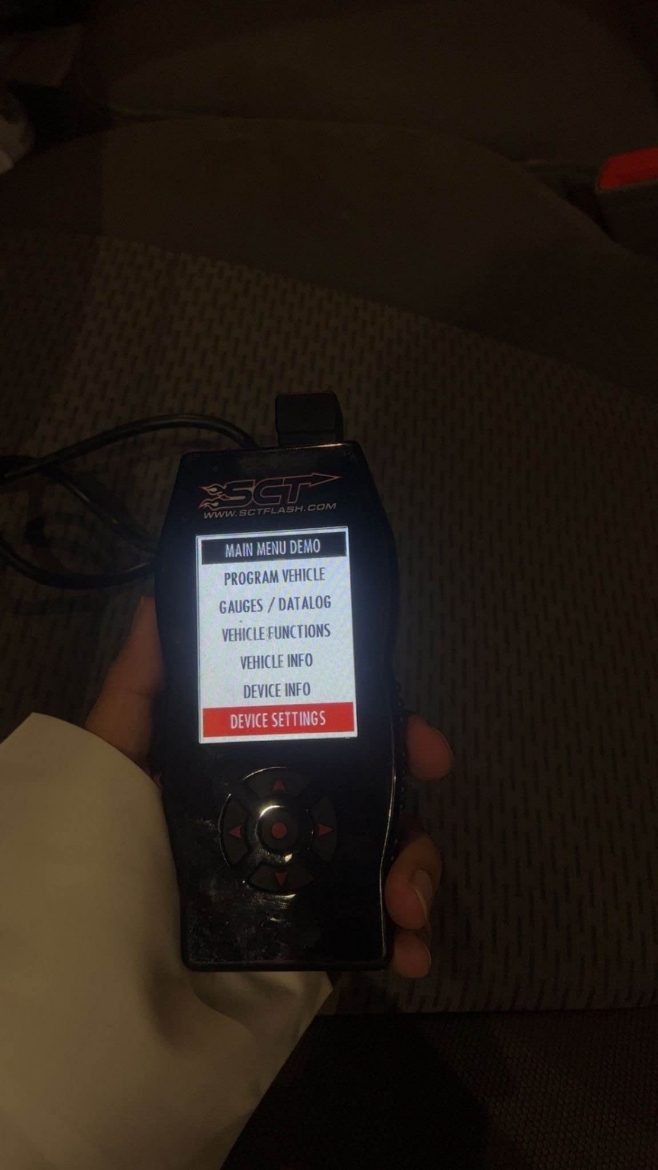 SCT
WWW.SCTFLASH.COM
MAIN MENU DEMO
PROGRAM VEHICLE
GAUGES / DATALOG
VEHICLE FUNCTIONS
VEHICLE INFO
DEVICE INFO
DEVICE SETTINGS